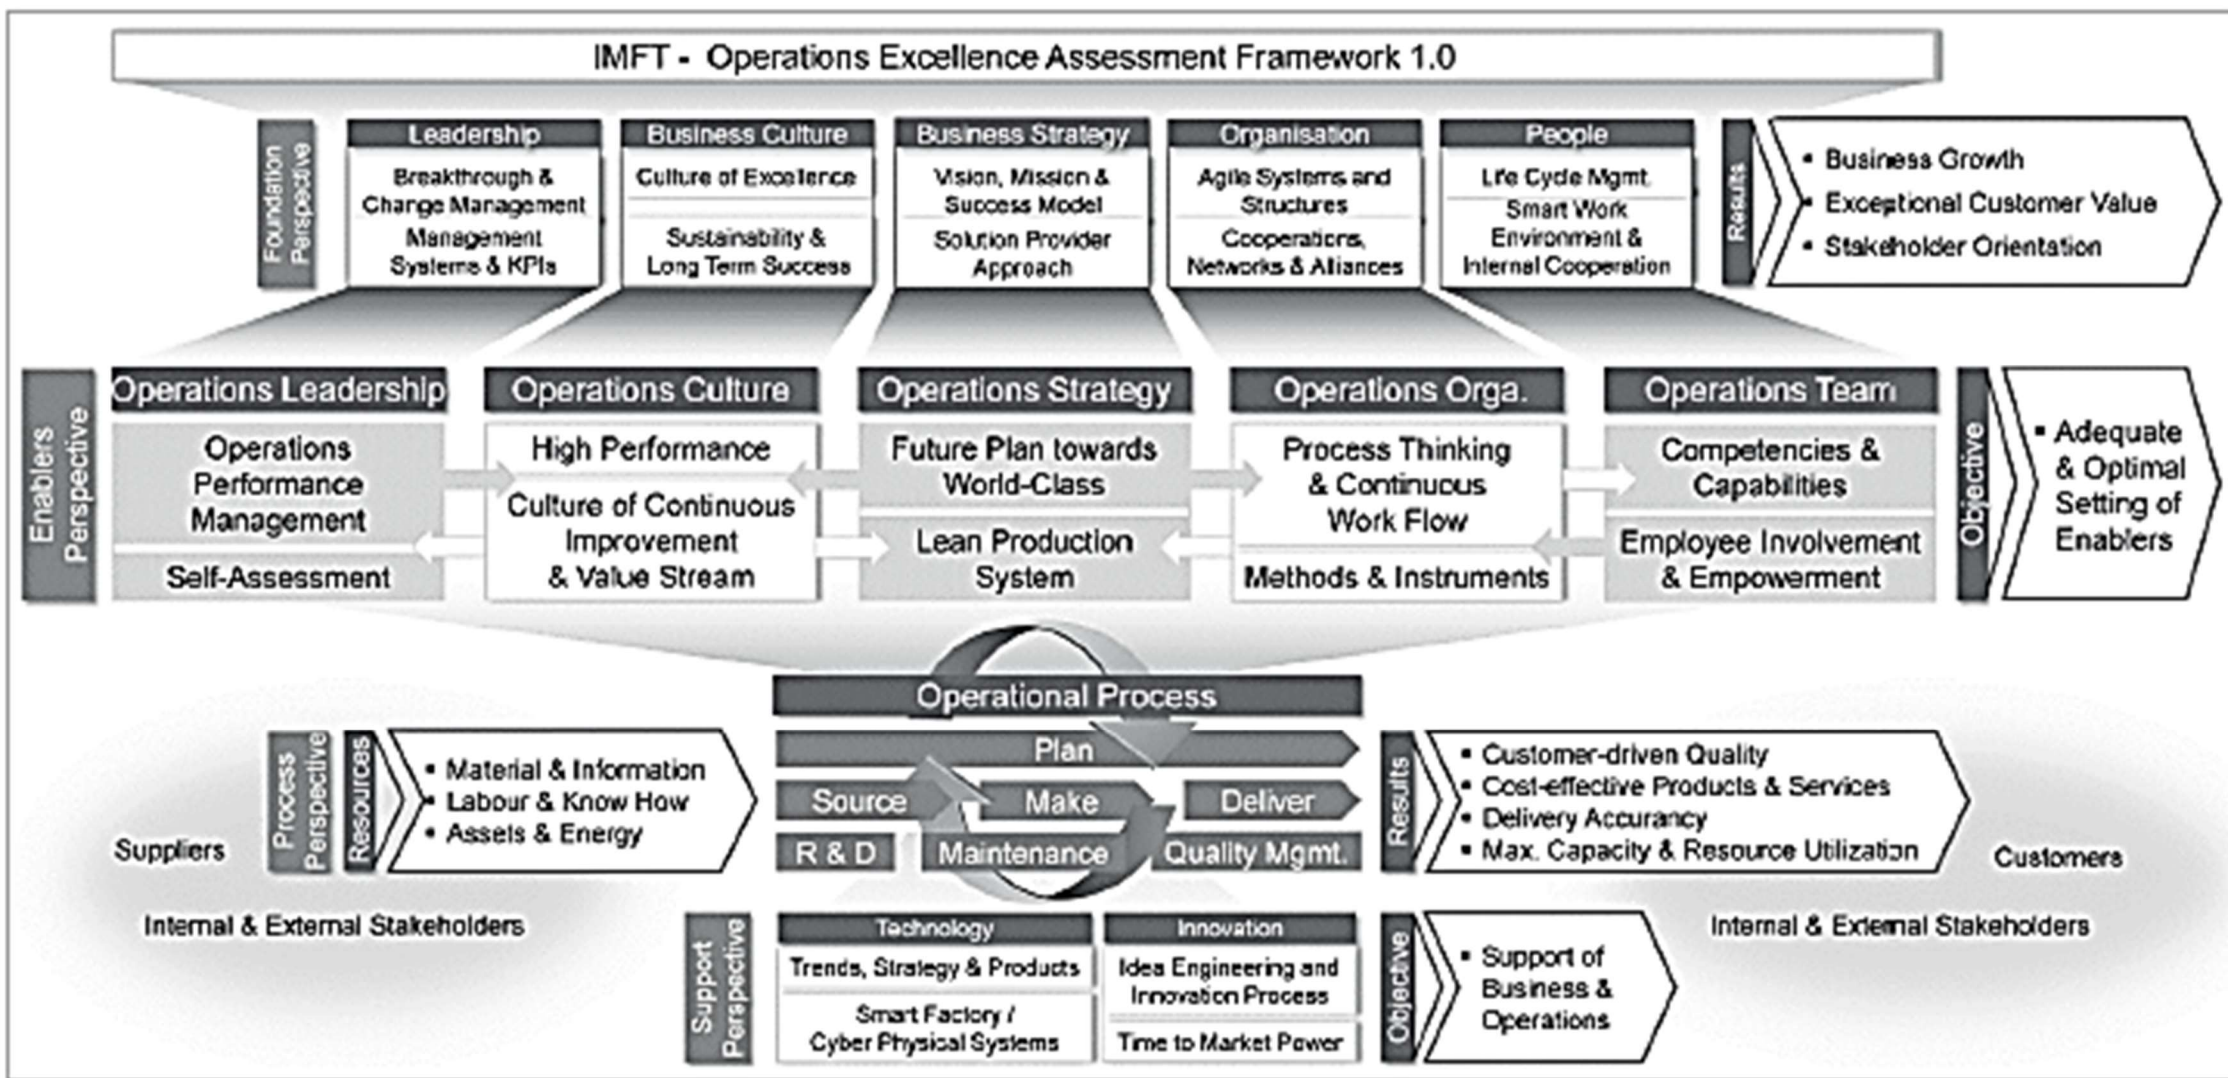 IMFT - Operations Excellence Assessment Framework 1.0
Foundation
Perspective
Leadership
Breakthrough &
Change Management
Management
Systems & KPIs
Business Culture
Culture of Excellence
Sustainability &
Long Term Success
Business Strategy
Vision, Mission &
Success Model
Solution Provider
Approach
Organisation
Agile Systems and
Structures
Cooperations,
Networks & Alliances
People
Life Cycle Mgmt.
Smart Work
Environment &
Internal Cooperation
Results
▪ Business Growth
▪ Exceptional Customer Value
▪ Stakeholder Orientation
Enablers
Perspective
Operations Leadership
Operations
Performance
Management
Self-Assessment
Operations Culture
High Performance
Culture of Continuous
Improvement
& Value Stream
Operations Strategy
Future Plan towards
World-Class
Lean Production
System
Operations Orga.
Process Thinking
& Continuous
Work Flow
Methods & Instruments
Operations Team
Competencies &
Capabilities
Employee Involvement
& Empowerment
Objective
▪ Adequate
& Optimal
Setting of
Enablers
Suppliers
Internal & External Stakeholders
Process
Perspective
Resources
▪ Material & Information
▪ Labour & Know How
▪ Assets & Energy
Operational Process
Plan
Source
Make
Deliver
R & D
Maintenance
Quality Mgmt.
Results
▪ Customer-driven Quality
▪ Cost-effective Products & Services
▪ Delivery Accurancy
▪ Max. Capacity & Resource Utilization
Customers
Internal & External Stakeholders
Support
Perspective
Technology
Trends, Strategy & Products
Smart Factory /
Cyber Physical Systems
Innovation
Idea Engineering and
Innovation Process
Time to Market Power
Objective
▪ Support of
Business &
Operations